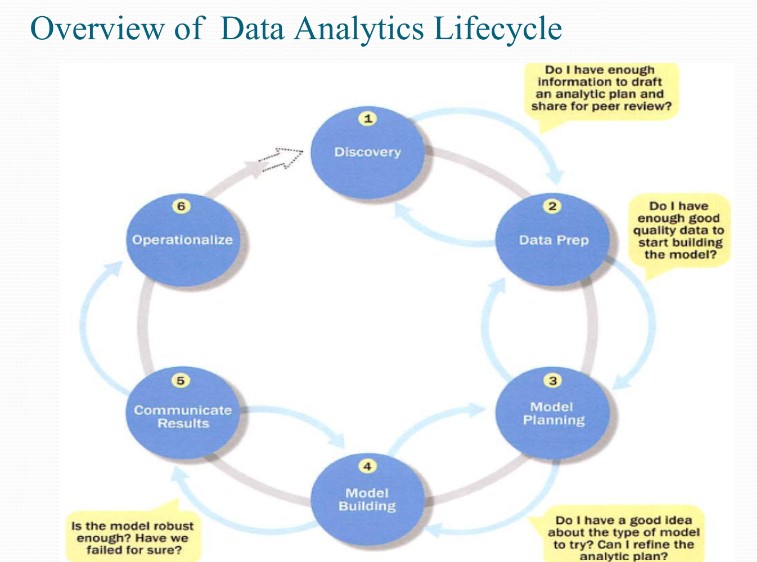 Overview of  Data Analytics Lifecycle
Do I have enough
information to draft
an analytic plan and
share for peer review?
1
Discovery
2
Data Prep
Do I have
enough good
quality data to
start building
the model?
6
Operationalize
3
Model
Planning
5
Communicate
Results
4
Model
Building
Is the model robust
enough? Have we
failed for sure?
Do I have a good idea
about the type of model
to try? Can I refine the
analytic plan?